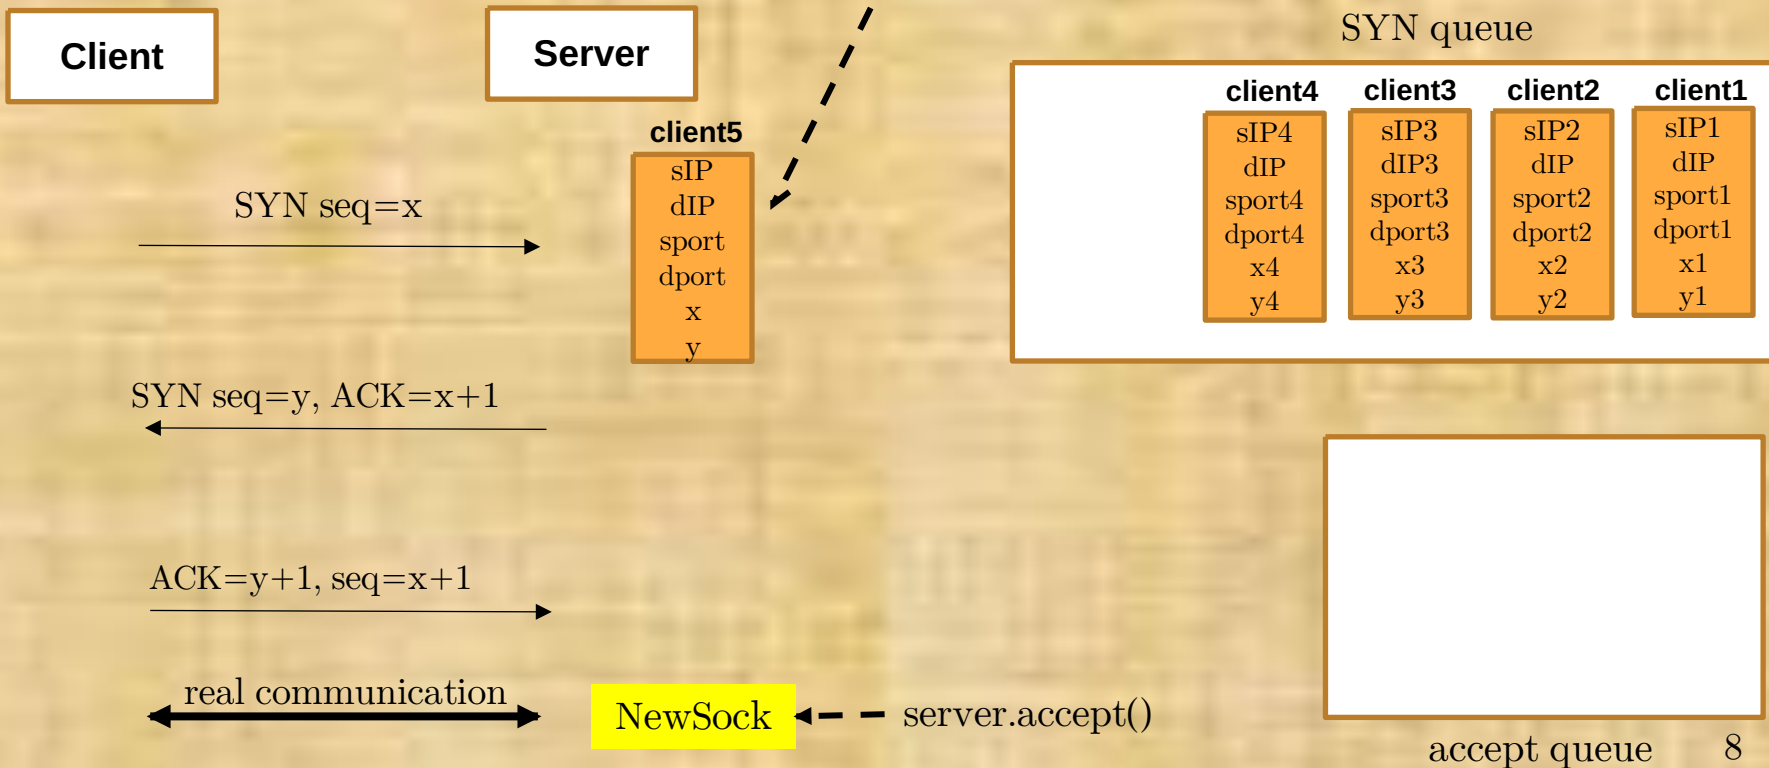 Client
Server
client5
sIP
dIP
sport
dport
x
y
SYN seq=x
SYN seq=y, ACK=x+1
ACK=y+1, seq=x+1
real communication
NewSock
server.accept()
SYN queue
client4
sIP4
dIP
sport4
dport4
x4
y4
client3
sIP3
dIP3
sport3
dport3
x3
y3
client2
sIP2
dIP
sport2
dport2
x2
y2
client1
sIP1
dIP
sport1
dport1
x1
y1
accept queue
8